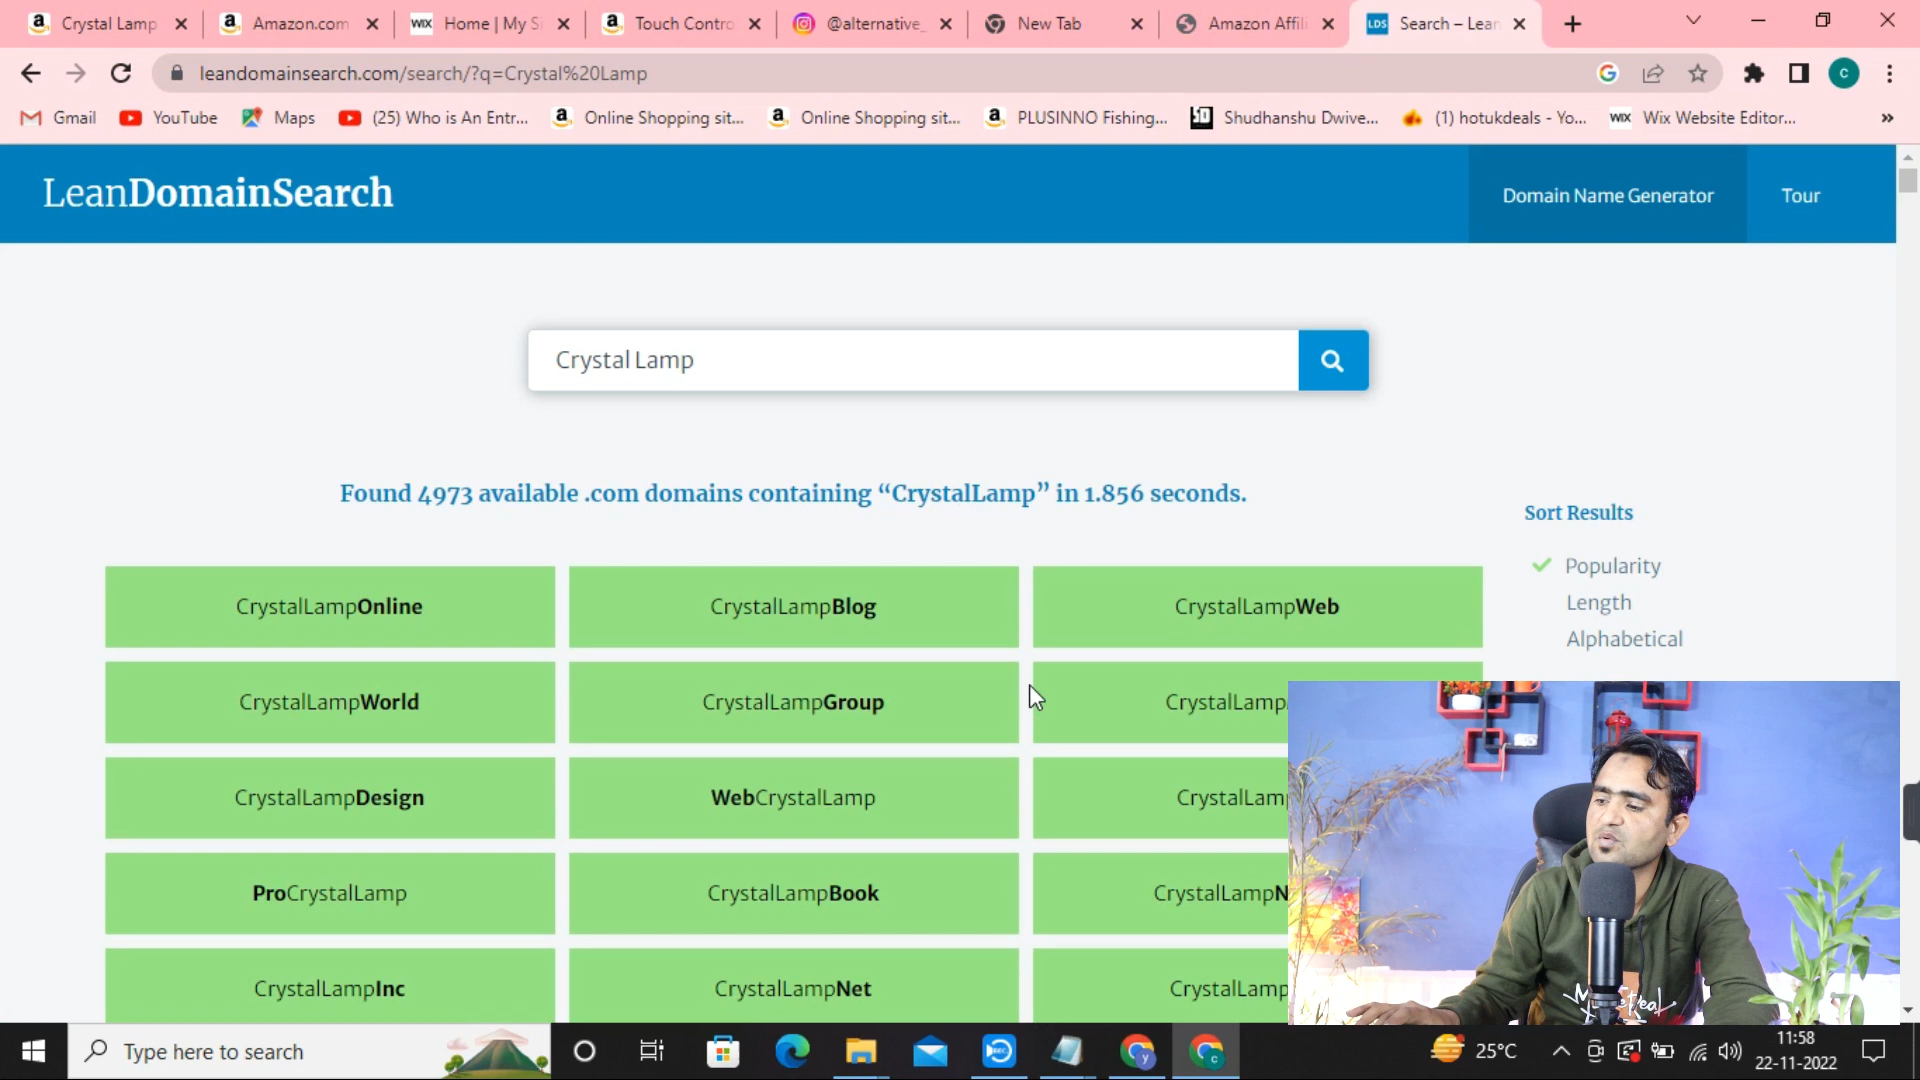 Crystal Lamp
Amazon.com
WIX Home | My S
Touch Contro
@alternative_
New Tab
Amazon Affili
LDS Search – Lean
leandomainsearch.com/search/?q=Crystal%20Lamp
C
Gmail
YouTube
Maps
(25) Who is An Entr...
Online Shopping sit...
Online Shopping sit...
PLUSINNO Fishing...
Shudhanshu Dwive...
(1) hotukdeals - Yo...
WIX Wix Website Editor...
»
LeanDomainSearch
Domain Name Generator
Tour
Crystal Lamp
Found 4973 available .com domains containing “CrystalLamp” in 1.856 seconds.
Sort Results
Popularity
Length
Alphabetical
CrystalLampOnline
CrystalLampBlog
CrystalLampWeb
CrystalLampWorld
CrystalLampGroup
CrystalLamp
CrystalLampDesign
WebCrystalLamp
CrystalLamp
ProCrystalLamp
CrystalLampBook
CrystalLampN
CrystalLampInc
CrystalLampNet
CrystalLamp
Type here to search
25°C
11:58
22-11-2022